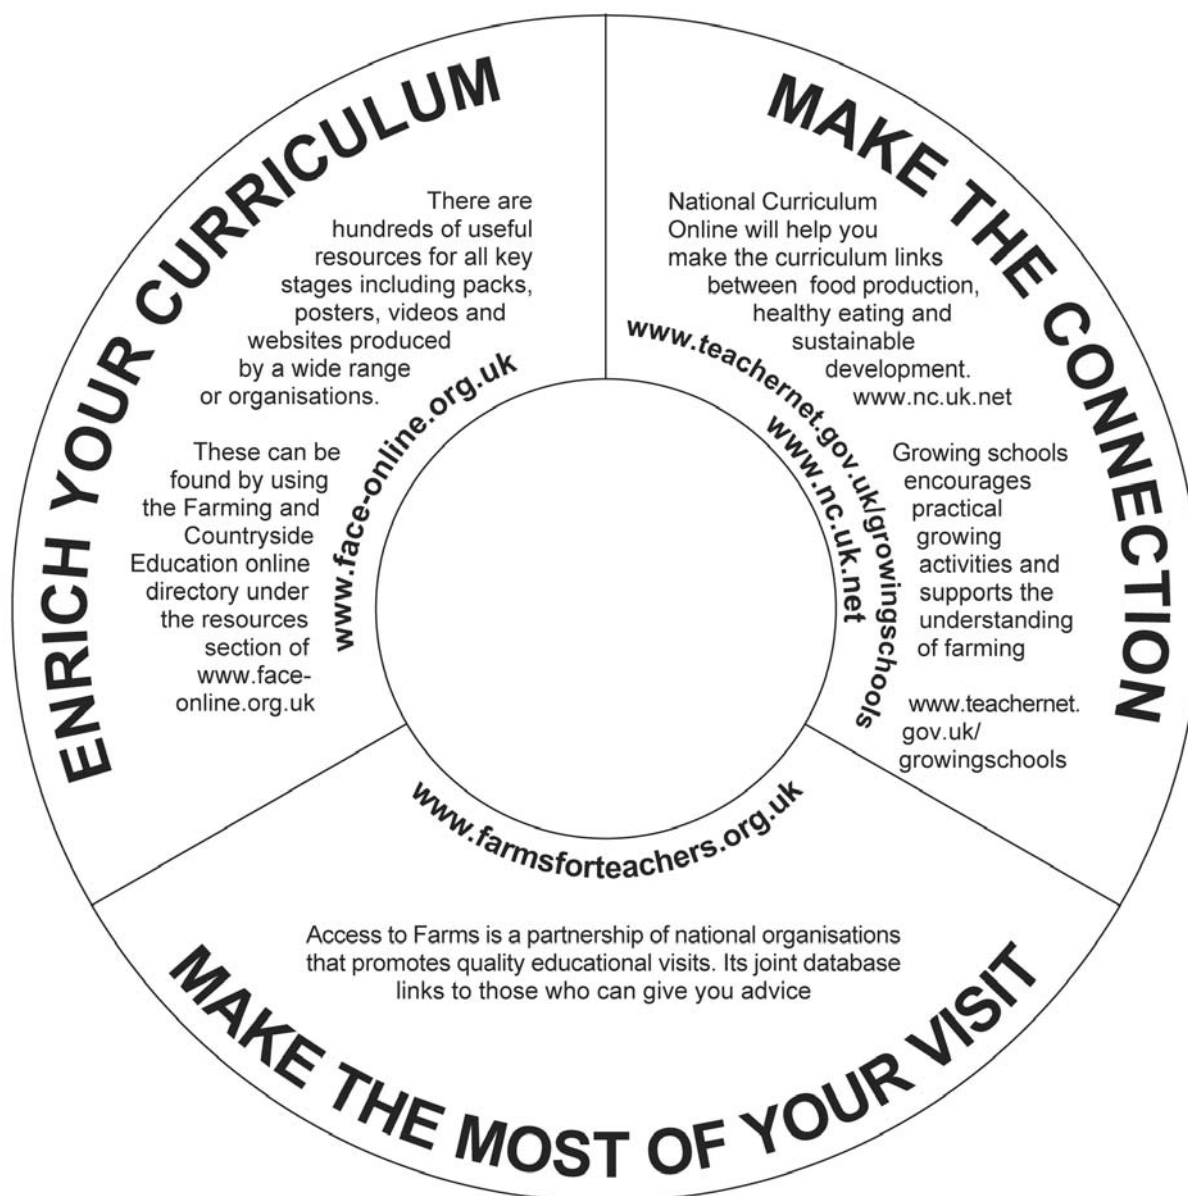 ENRICH YOUR CURRICULUM
There are
hundreds of useful
resources for all key
stages including packs,
posters, videos and
websites produced
by a wide range
or organisations.
These can be
found by using
the Farming and
Countryside
Education online
directory under
the resources
section of
www.face-
online.org.uk
www.face-online.org.uk
MAKE THE CONNECTION
National Curriculum
Online will help you
make the curriculum links
between food production,
healthy eating and
sustainable
development.
www.nc.uk.net
Growing schools
encourages
practical
growing
activities and
supports the
understanding
of farming
www.teachernet.
gov.uk/
growingschools
www.teachernet.gov.uk/growingschools
www.nc.uk.net
www.farmsforteachers.org.uk
Access to Farms is a partnership of national organisations
that promotes quality educational visits. Its joint database
links to those who can give you advice
MAKE THE MOST OF YOUR VISIT